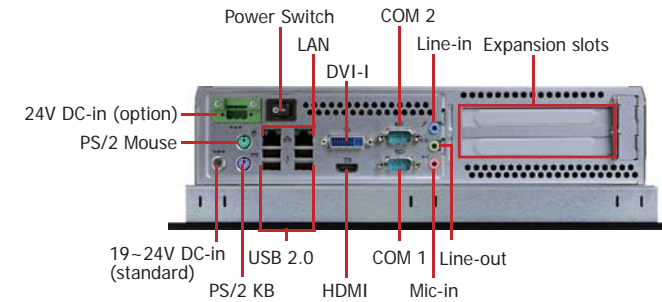 Power Switch
COM 2
LAN
Line-in
Expansion slots
DVI-I
24V DC-in (option)
PS/2 Mouse
19~24V DC-in
(standard)
USB 2.0
COM 1
Line-out
PS/2 KB
HDMI
Mic-in